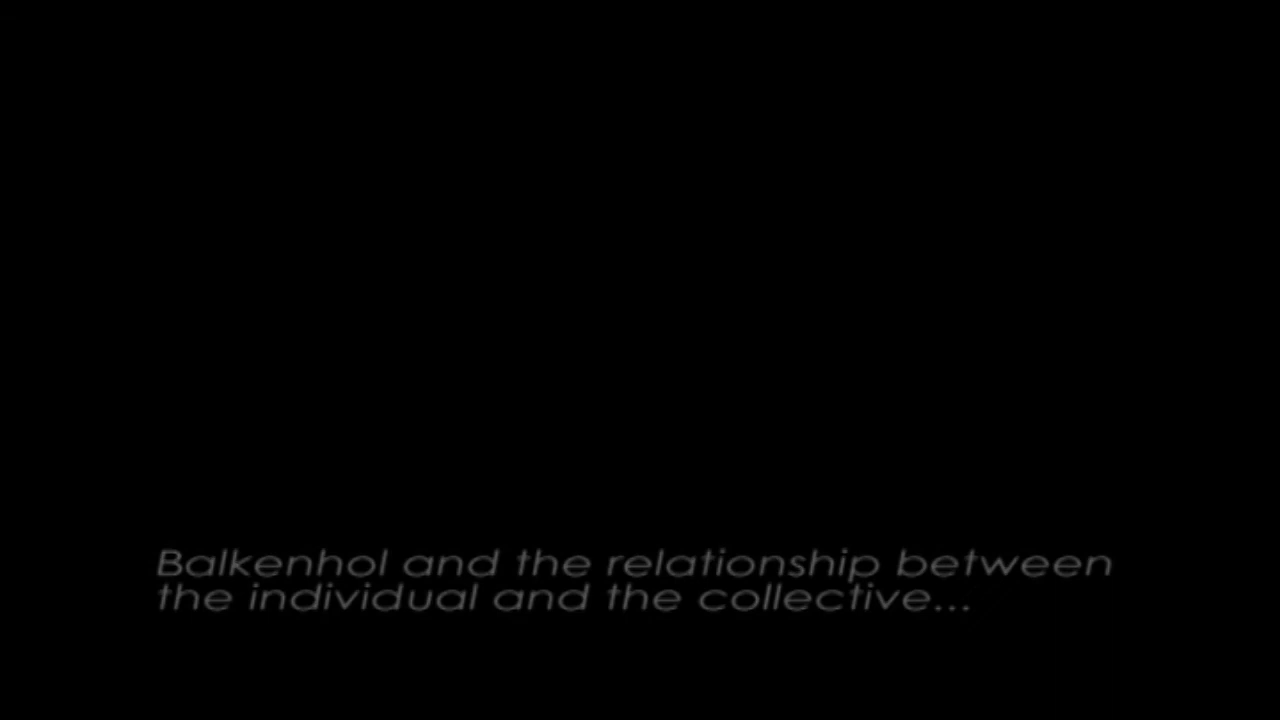 Balkenhol and the relationship between
the individual and the collective...